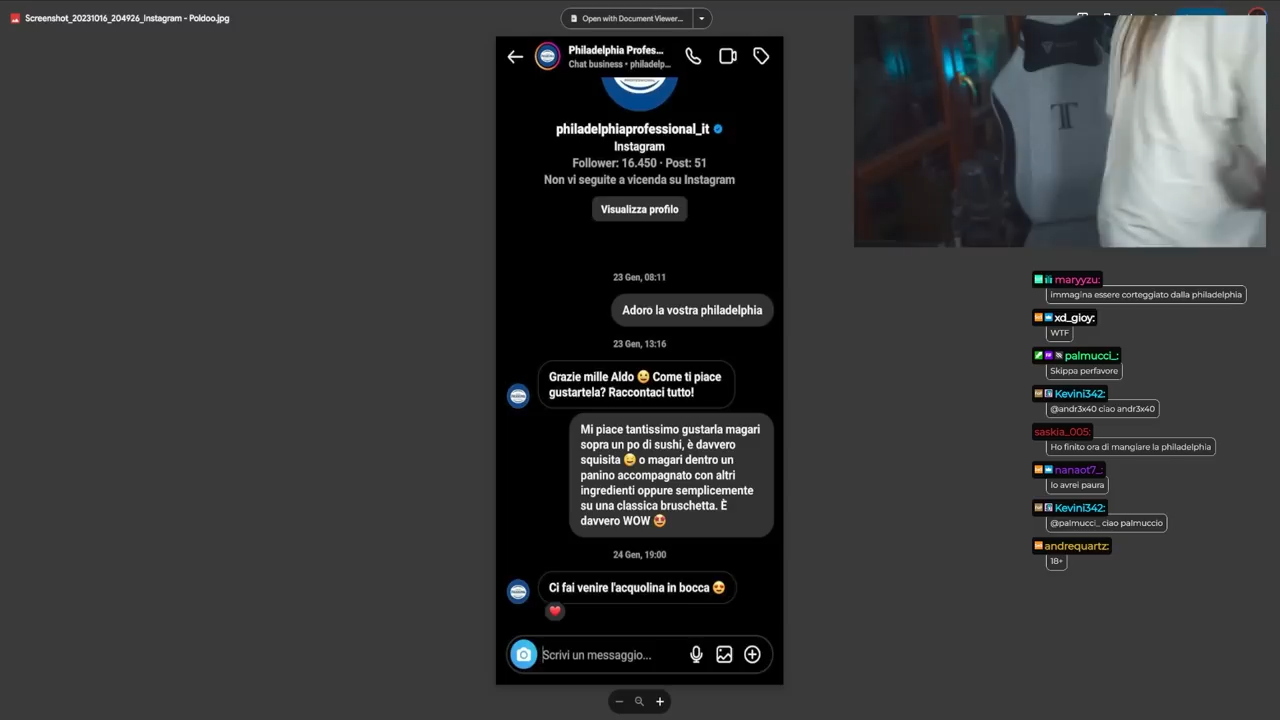 Screenshot_20231016_204926_Instagram - Poldoo.jpg
Open with Document Viewer...
Philadelphia Profes...
Chat business • philadelp...
philadelphiaprofessional_it
Instagram
Follower: 16.450 · Post: 51
Non vi seguite a vicenda su Instagram
Visualizza profilo
23 Gen, 08:11
Adoro la vostra philadelphia
23 Gen, 13:16
Grazie mille Aldo 😉 Come ti piace
gustartela? Raccontaci tutto!
Mi piace tantissimo gustarla magari
sopra un po di sushi, è davvero
squisita 😄 o magari dentro un
panino accompagnato con altri
ingredienti oppure semplicemente
su una classica bruschetta. È
davvero WOW 😍
24 Gen, 19:00
Ci fai venire l'acquolina in bocca 😍
❤️
Scrivi un messaggio...
maryyzu:
immagina essere corteggiato dalla philadelphia
xd_gioy:
WTF
palmucci_:
Skippa perfavore
Kevini342:
@andr3x40 ciao andr3x40
saskia_005:
Ho finito ora di mangiare la philadelphia
nanaot7_:
Io avrei paura
Kevini342:
@palmucci_ ciao palmuccio
andrequartz:
18+